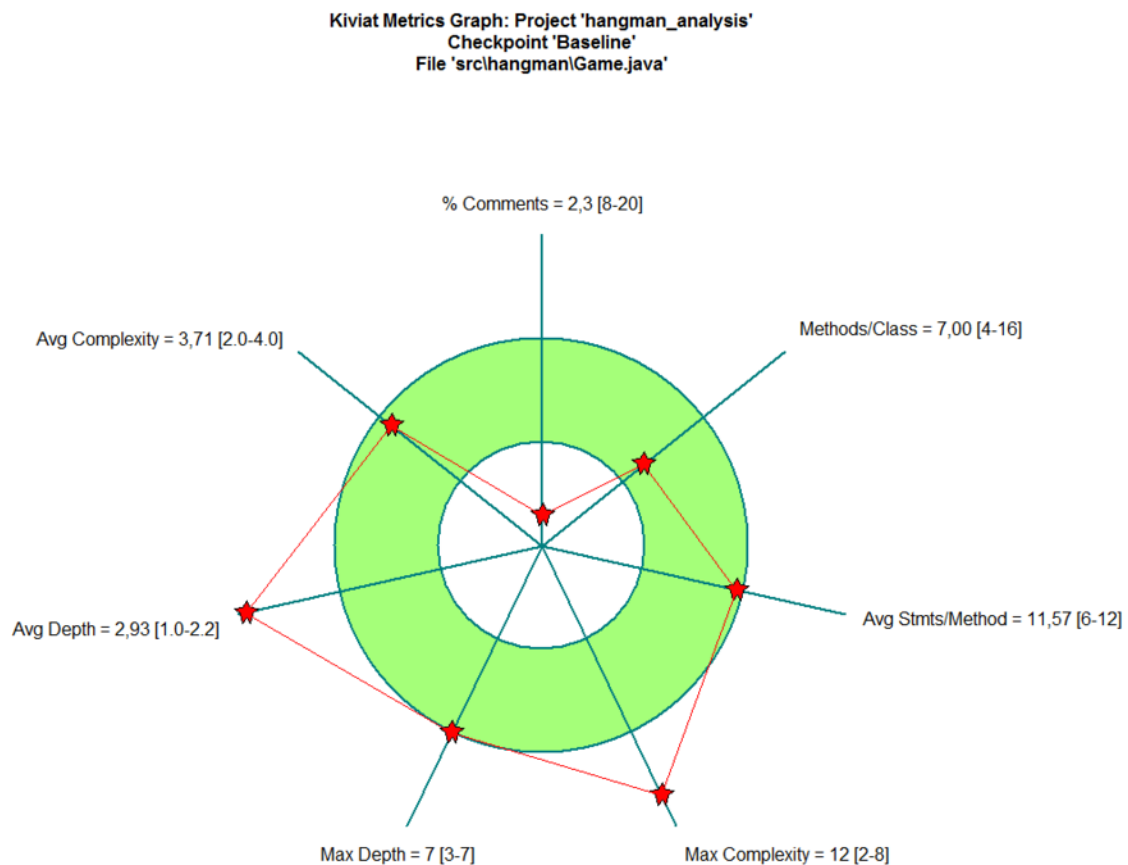 Kiviat Metrics Graph: Project 'hangman_analysis'
Checkpoint 'Baseline'
File 'src\hangman\Game.java'
% Comments = 2,3 [8-20]
Methods/Class = 7,00 [4-16]
Avg Complexity = 3,71 [2.0-4.0]
Avg Stmts/Method = 11,57 [6-12]
Avg Depth = 2,93 [1.0-2.2]
Max Depth = 7 [3-7]
Max Complexity = 12 [2-8]